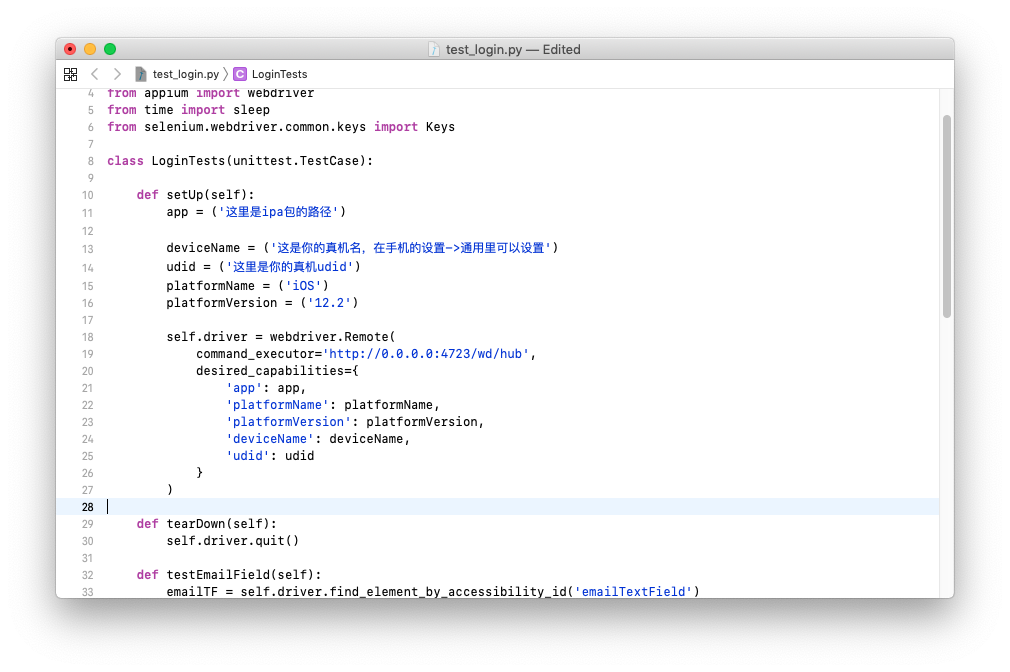 test_login.py — Edited
test_login.py 〉 C LoginTests
4 from appium import webdriver
5 from time import sleep
6 from selenium.webdriver.common.keys import Keys
7
8 class LoginTests(unittest.TestCase):
9
10     def setUp(self):
11         app = ('这里是ipa包的路径')
12
13         deviceName = ('这是你的真机名，在手机的设置->通用里可以设置')
14         udid = ('这里是你的真机udid')
15         platformName = ('iOS')
16         platformVersion = ('12.2')
17
18         self.driver = webdriver.Remote(
19             command_executor='http://0.0.0.0:4723/wd/hub',
20             desired_capabilities={
21                 'app': app,
22                 'platformName': platformName,
23                 'platformVersion': platformVersion,
24                 'deviceName': deviceName,
25                 'udid': udid
26             }
27         )
28
29     def tearDown(self):
30         self.driver.quit()
31
32     def testEmailField(self):
33         emailTF = self.driver.find_element_by_accessibility_id('emailTextField')